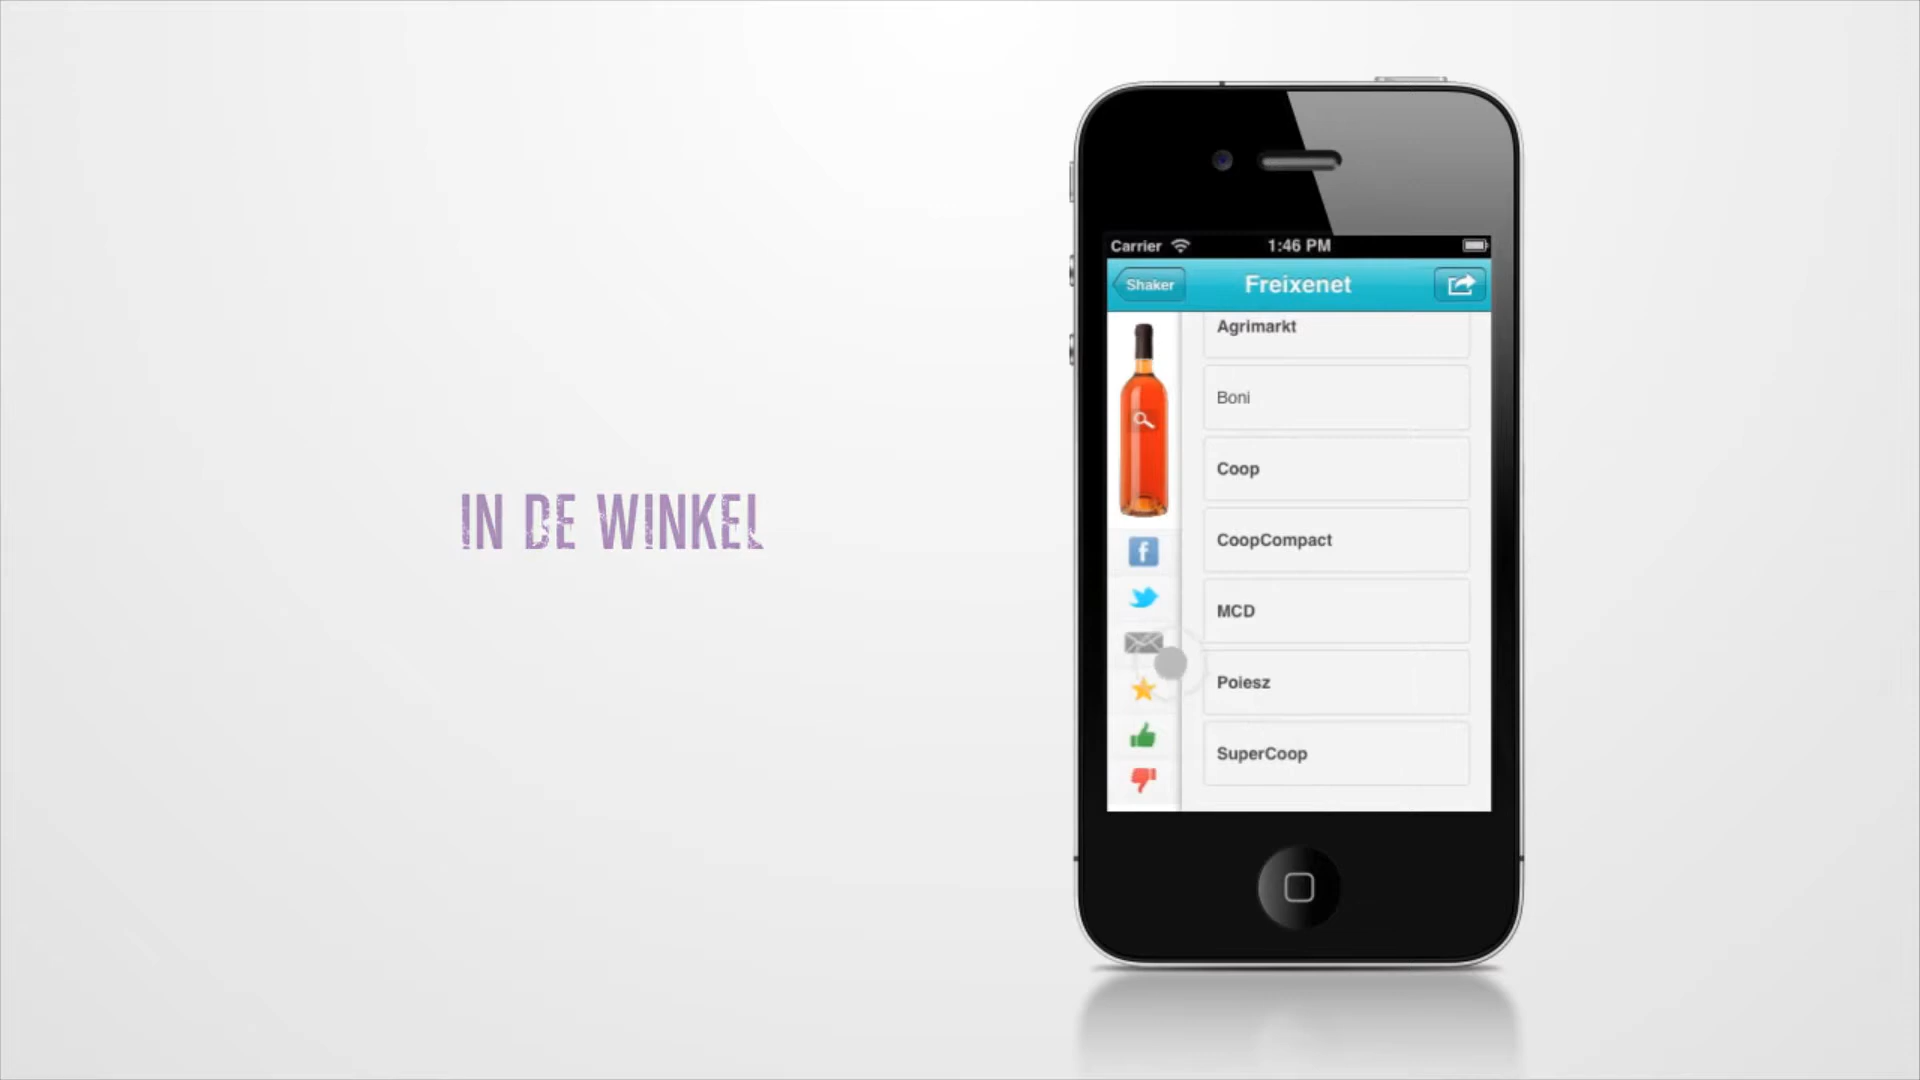 IN DE WINKEL
Carrier 1:46 PM
Shaker Freixenet
Agrimarkt
Boni
Coop
CoopCompact
MCD
Poiesz
SuperCoop